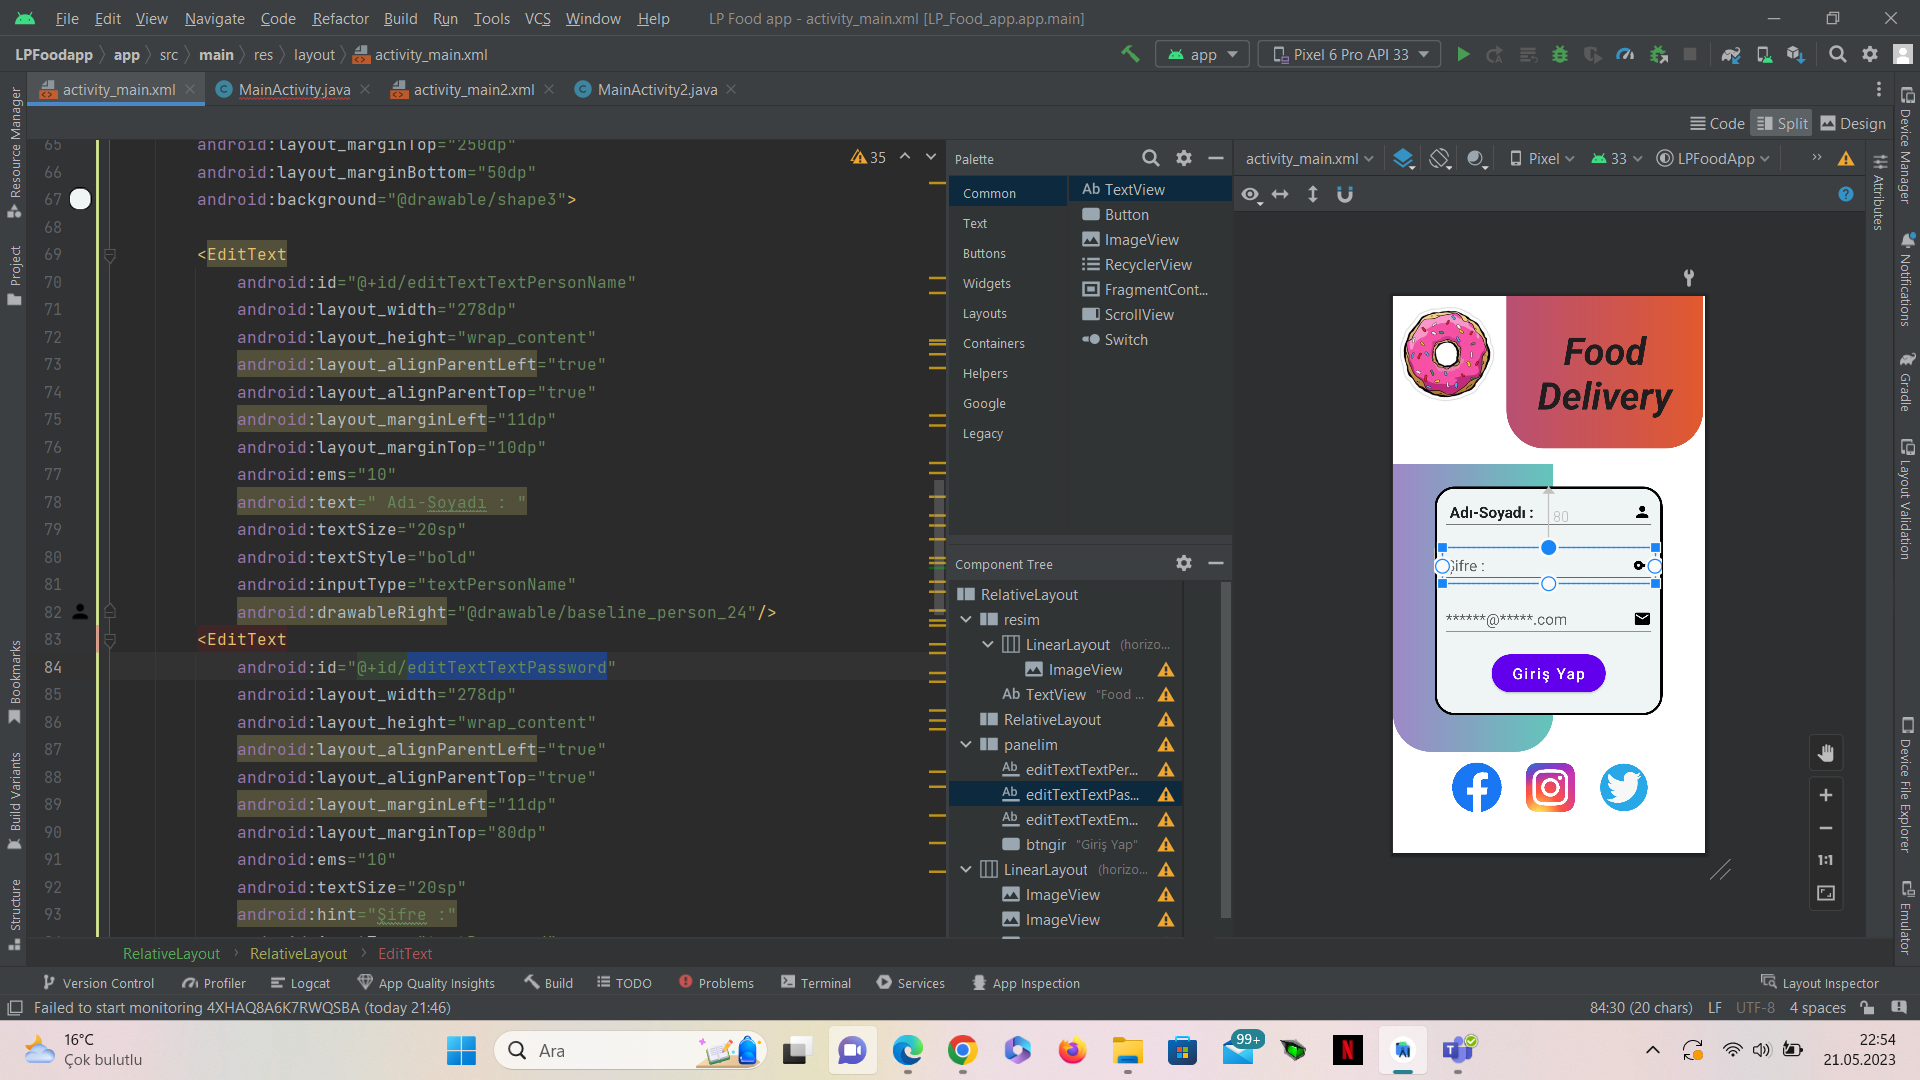 File Edit View Navigate Code Refactor Build Run Tools VCS Window Help LP Food app - activity_main.xml [LP_Food_app.app.main]
LPFoodapp app src main res layout activity_main.xml app Pixel 6 Pro API 33
activity_main.xml MainActivity.java activity_main2.xml MainActivity2.java
Code Split Design
Resource Manager
Project
Bookmarks
Build Variants
Structure
65 android:layout_marginTop="250dp"
66 android:layout_marginBottom="50dp"
67 android:background="@drawable/shape3">
68
69 <EditText
70 android:id="@+id/editTextTextPersonName"
71 android:layout_width="278dp"
72 android:layout_height="wrap_content"
73 android:layout_alignParentLeft="true"
74 android:layout_alignParentTop="true"
75 android:layout_marginLeft="11dp"
76 android:layout_marginTop="10dp"
77 android:ems="10"
78 android:text=" Adı-Soyadı : "
79 android:textSize="20sp"
80 android:textStyle="bold"
81 android:inputType="textPersonName"
82 android:drawableRight="@drawable/baseline_person_24"/>
83 <EditText
84 android:id="@+id/editTextTextPassword"
85 android:layout_width="278dp"
86 android:layout_height="wrap_content"
87 android:layout_alignParentLeft="true"
88 android:layout_alignParentTop="true"
89 android:layout_marginLeft="11dp"
90 android:layout_marginTop="80dp"
91 android:ems="10"
92 android:textSize="20sp"
93 android:hint="Şifre :"
35
Palette
Common
Text
Buttons
Widgets
Layouts
Containers
Helpers
Google
Legacy
Ab TextView
Button
ImageView
RecyclerView
FragmentCont...
ScrollView
Switch
Component Tree
RelativeLayout
resim
LinearLayout (horizo...
ImageView
Ab TextView "Food ...
RelativeLayout
panelim
Ab editTextTextPer...
Ab editTextTextPas...
Ab editTextTextEm...
btngir "Giriş Yap"
LinearLayout (horizo...
ImageView
ImageView
activity_main.xml Pixel 33 LPFoodApp
Food
Delivery
Adı-Soyadı :
80
Şifre :
******@*****.com
Giriş Yap
1:1
Attributes
Device Manager
Notifications
Gradle
Layout Validation
Device File Explorer
Emulator
RelativeLayout RelativeLayout EditText
Version Control Profiler Logcat App Quality Insights Build TODO Problems Terminal Services App Inspection Layout Inspector
Failed to start monitoring 4XHAQ8A6K7RWQSBA (today 21:46) 84:30 (20 chars) LF UTF-8 4 spaces
16°C
Çok bulutlu
Ara
99+
22:54
21.05.2023